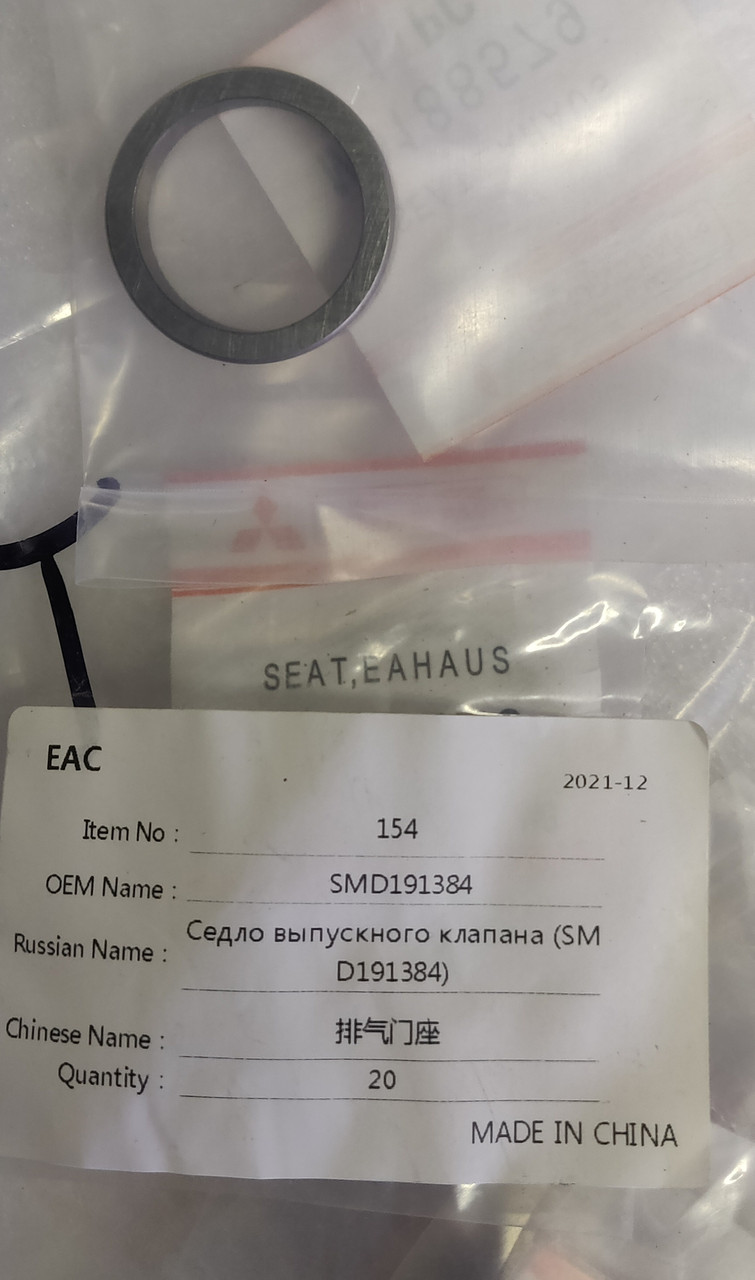 SEAT,EAHAUS
EAC
2021-12
Item No : 154
OEM Name : SMD191384
Russian Name : Седло выпускного клапана (SM
D191384)
Chinese Name : 排气门座
Quantity : 20
MADE IN CHINA